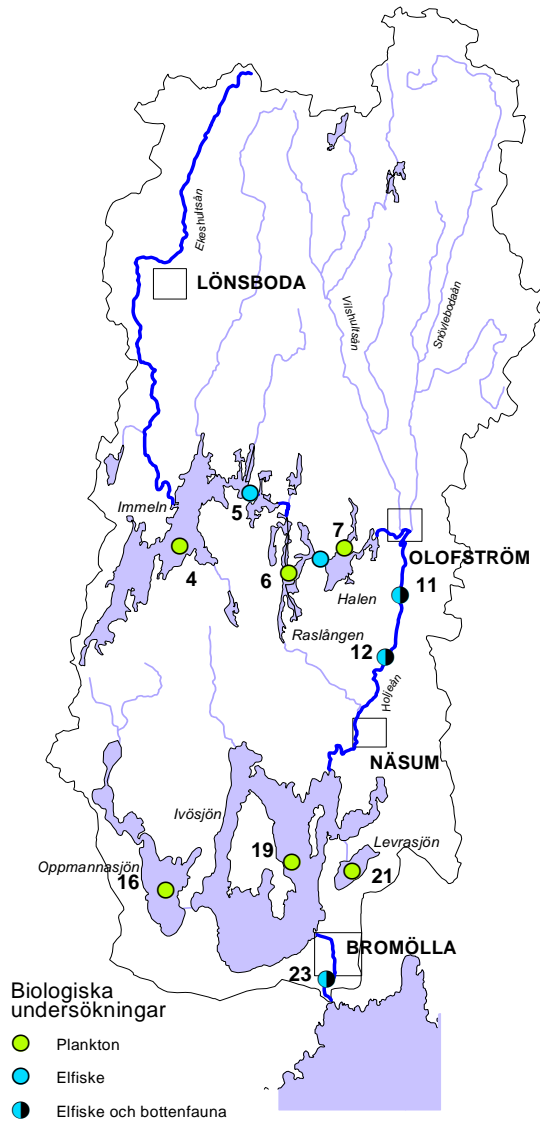 Ekeshultsån
LÖNSBODA
Vilshultsån
Snövlebodaån
Immeln
5
7
OLOFSTRÖM
4
6
11
Halen
Raslången
12
Holjeån
NÄSUM
Ivösjön
Levrasjön
19
Oppmannasjön
16
21
BROMÖLLA
23
Biologiska
undersökningar
Plankton
Elfiske
Elfiske och bottenfauna